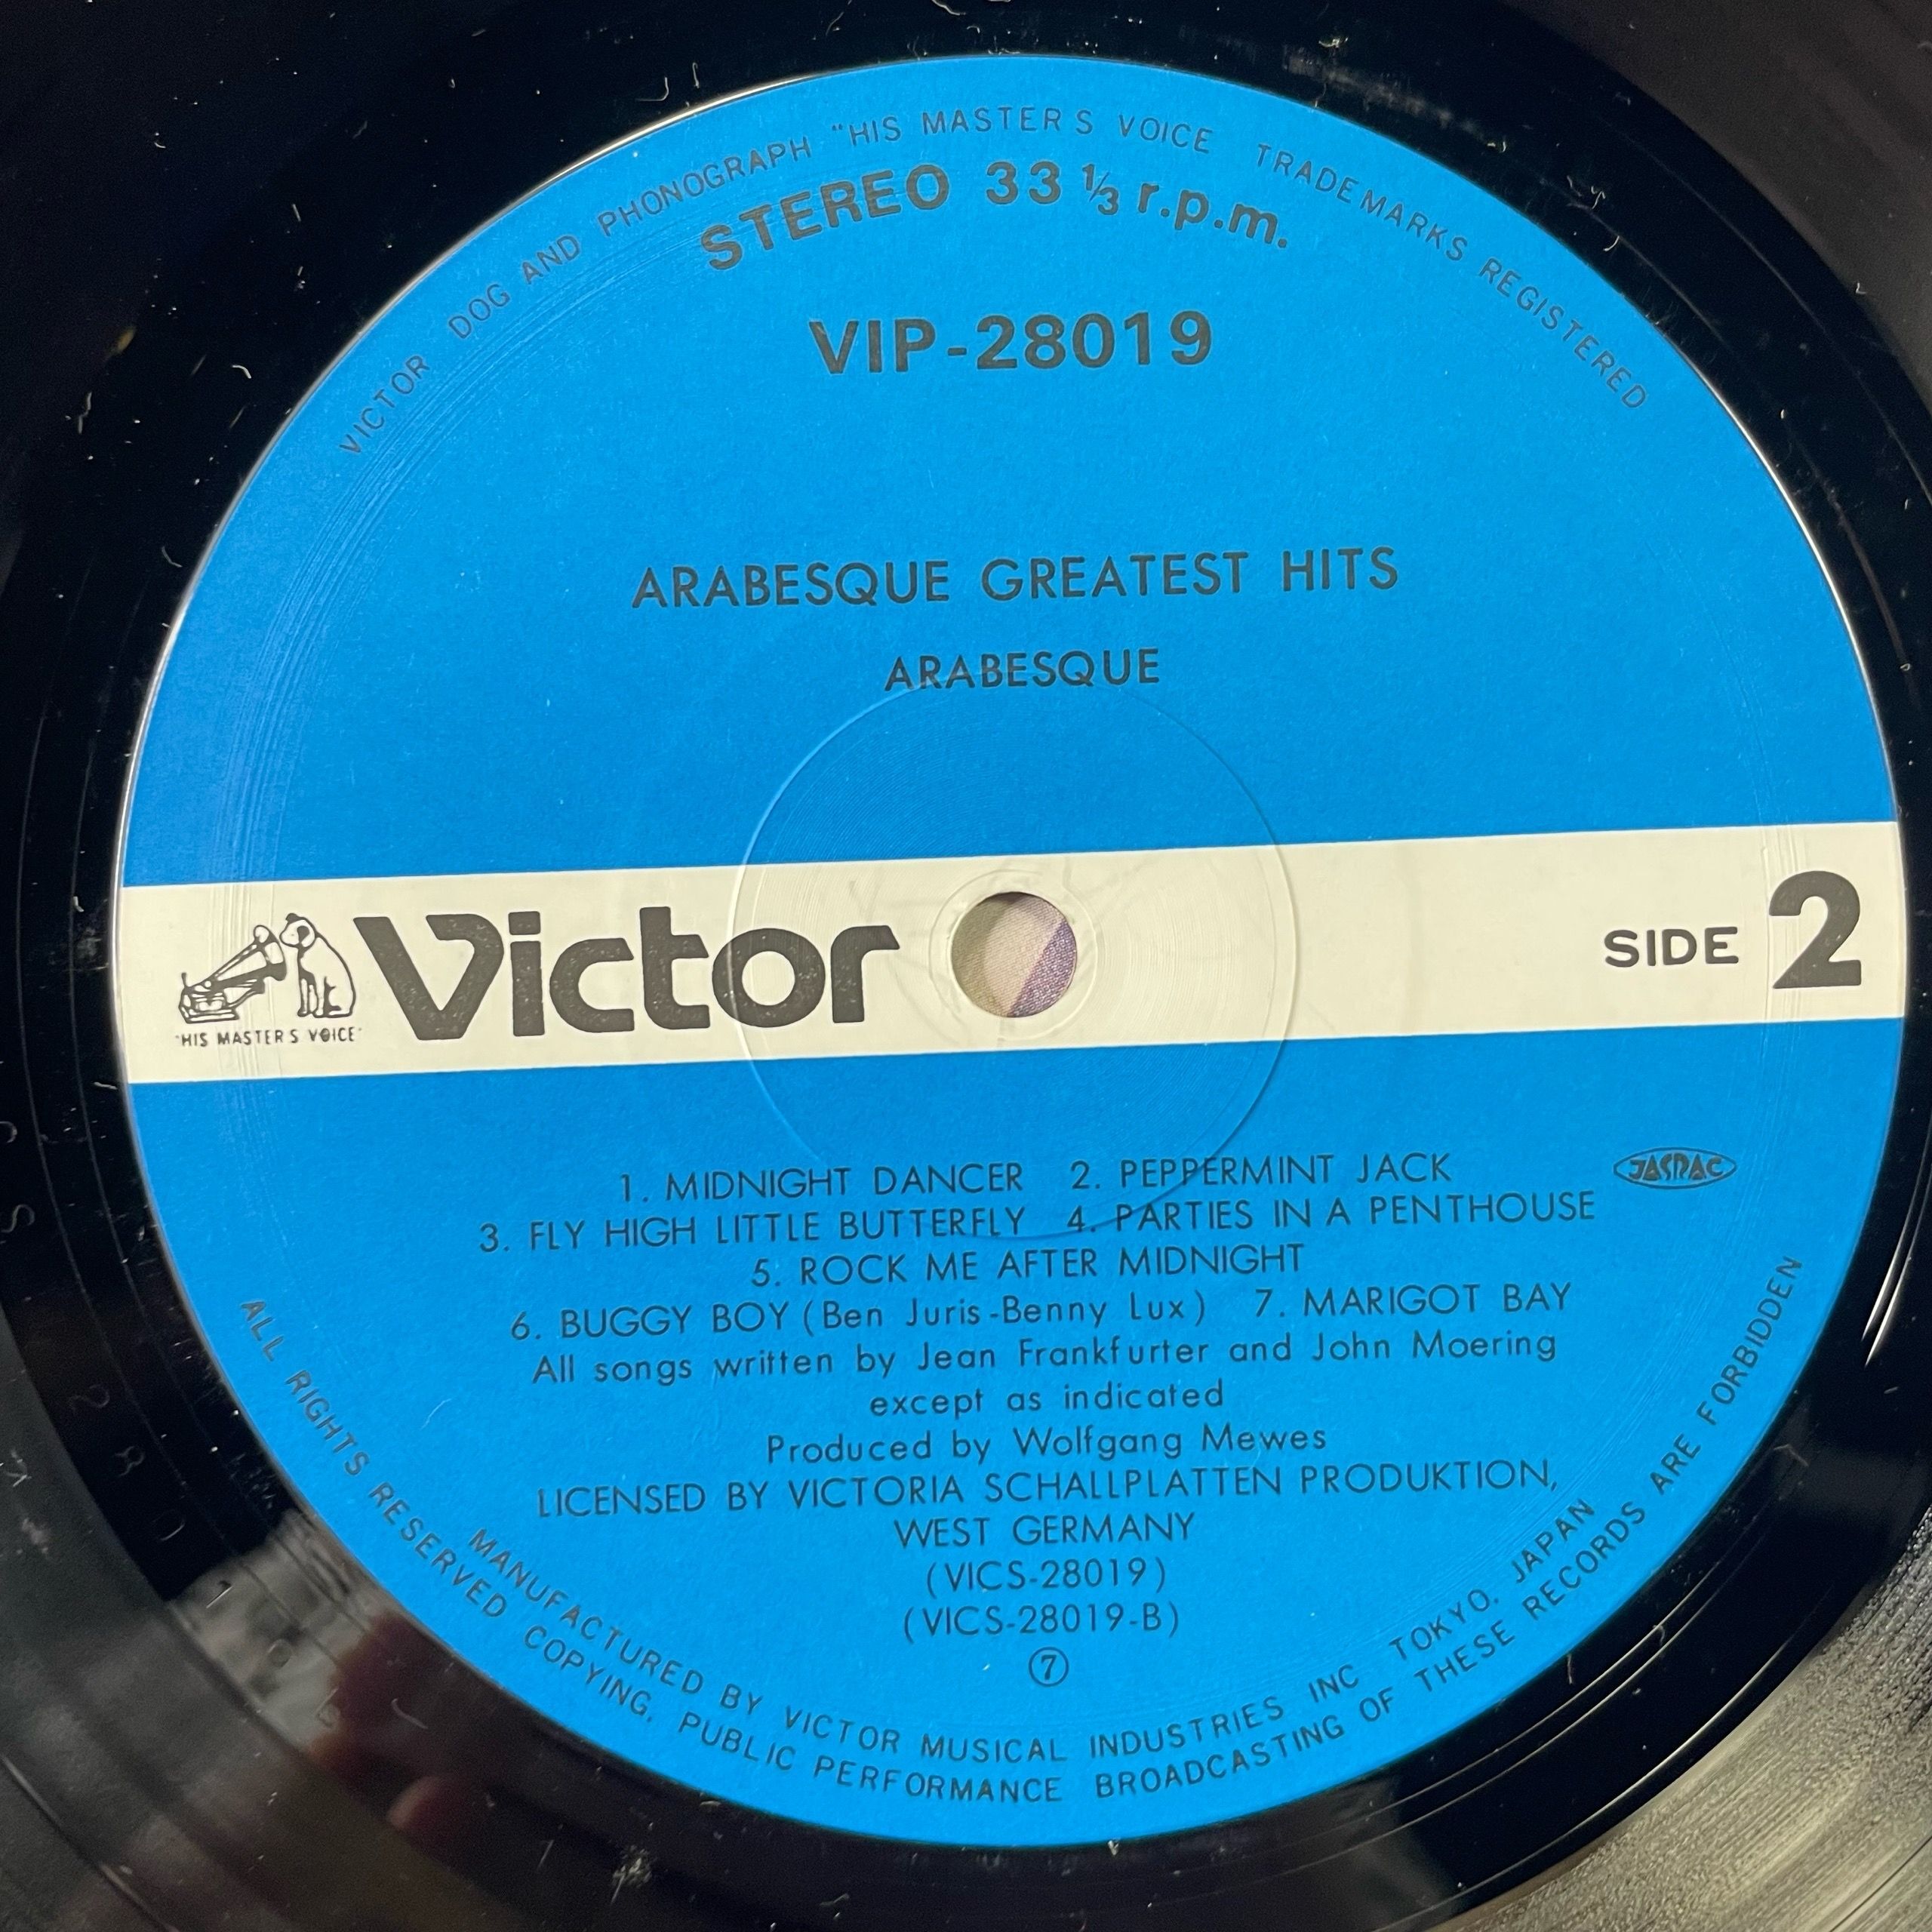 VICTOR DOG AND PHONOGRAPH "HIS MASTER S VOICE TRADE MARKS REGISTERED
STEREO 33 1/3 r.p.m.
VIP-28019
ARABESQUE GREATEST HITS
ARABESQUE
Victor
"HIS MASTER S VOICE"
SIDE 2
1. MIDNIGHT DANCER 2. PEPPERMINT JACK
JASRAC
3. FLY HIGH LITTLE BUTTERFLY 4. PARTIES IN A PENTHOUSE
5. ROCK ME AFTER MIDNIGHT
6. BUGGY BOY (Ben Juris-Benny Lux) 7. MARIGOT BAY
All songs written by Jean Frankfurter and John Moering
except as indicated
Produced by Wolfgang Mewes
LICENSED BY VICTORIA SCHALLPLATTEN PRODUKTION,
WEST GERMANY
(VICS-28019)
(VICS-28019-B)
⑦
MANUFACTURED BY VICTOR MUSICAL INDUSTRIES INC TOKYO. JAPAN
ALL RIGHTS RESERVED COPYING, PUBLIC PERFORMANCE BROADCASTING OF THESE RECORDS ARE FORBIDDEN